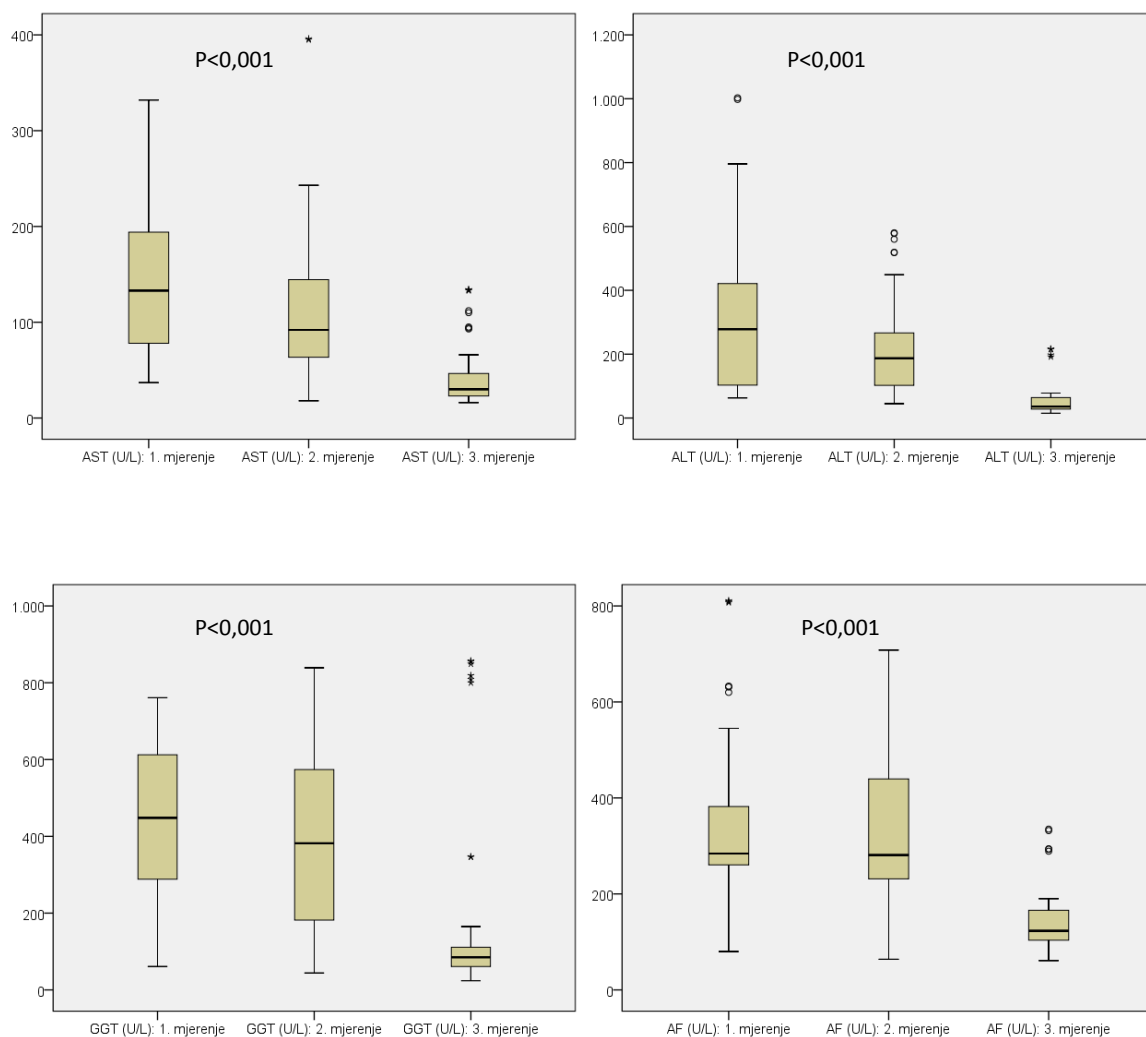 400
300
200
100
0
P<0,001
AST (U/L): 1. mjerenje
AST (U/L): 2. mjerenje
AST (U/L): 3. mjerenje
1.200
1.000
800
600
400
200
0
P<0,001
ALT (U/L): 1. mjerenje
ALT (U/L): 2. mjerenje
ALT (U/L): 3. mjerenje
1.000
800
600
400
200
0
P<0,001
GGT (U/L): 1. mjerenje
GGT (U/L): 2. mjerenje
GGT (U/L): 3. mjerenje
800
600
400
200
0
P<0,001
AF (U/L): 1. mjerenje
AF (U/L): 2. mjerenje
AF (U/L): 3. mjerenje